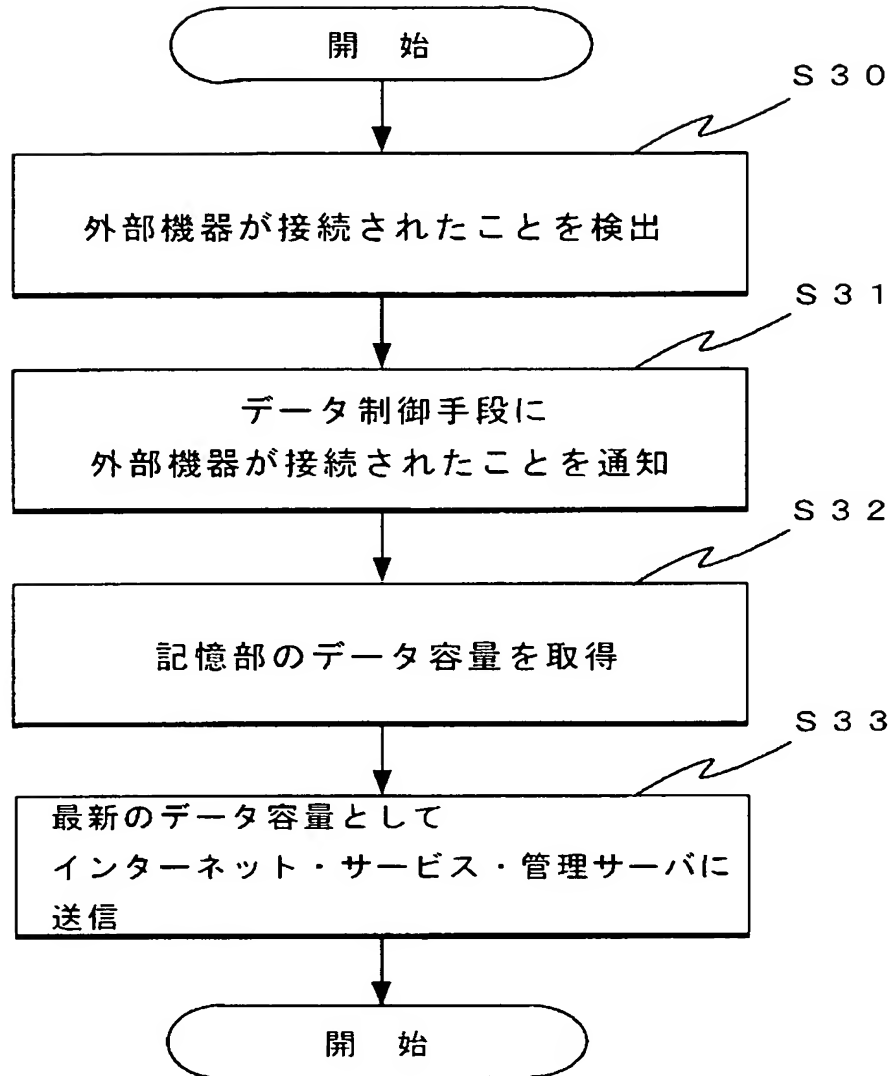 開 始
S30
外部機器が接続されたことを検出
S31
データ制御手段に
外部機器が接続されたことを通知
S32
記憶部のデータ容量を取得
S33
最新のデータ容量として
インターネット・サービス・管理サーバに
送信
開 始